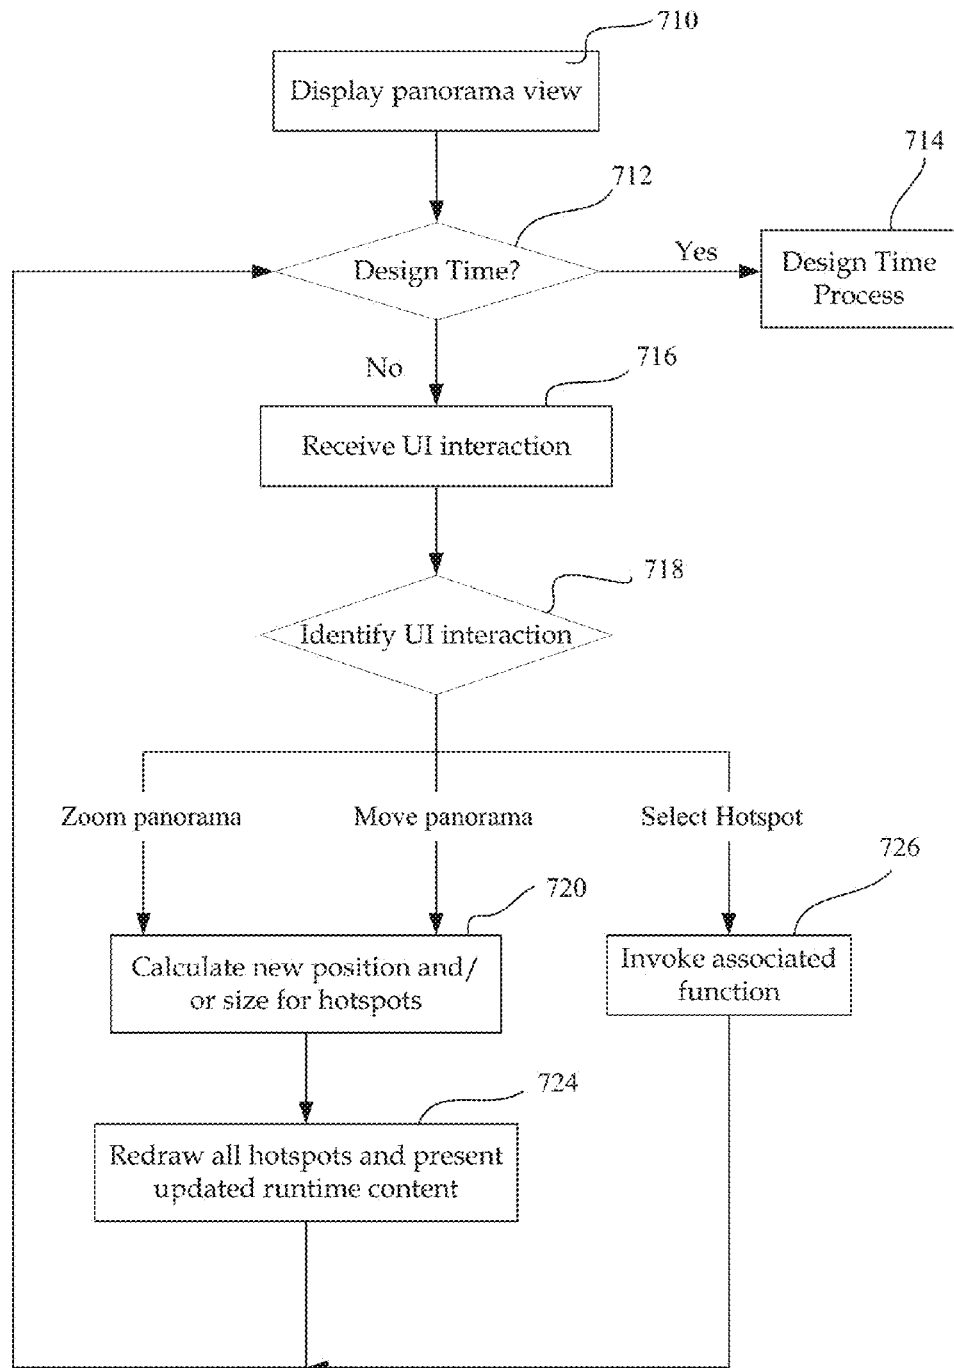 710
Display panorama view
712
714
Design Time?
Yes
Design Time
Process
No
716
Receive UI interaction
718
Identify UI interaction
Zoom panorama
Move panorama
Select Hotspot
720
726
Calculate new position and/
or size for hotspots
Invoke associated
function
724
Redraw all hotspots and present
updated runtime content